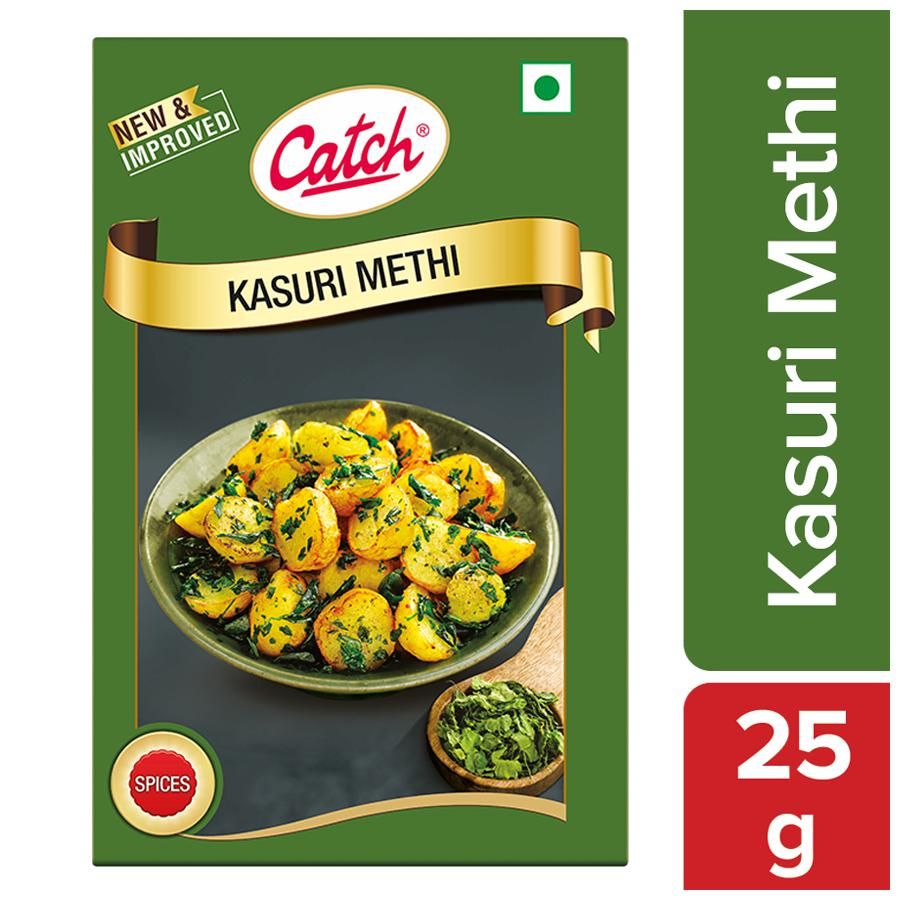 NEW &
IMPROVED
Catch®
KASURI METHI
SPICES
Kasuri Methi
25
g